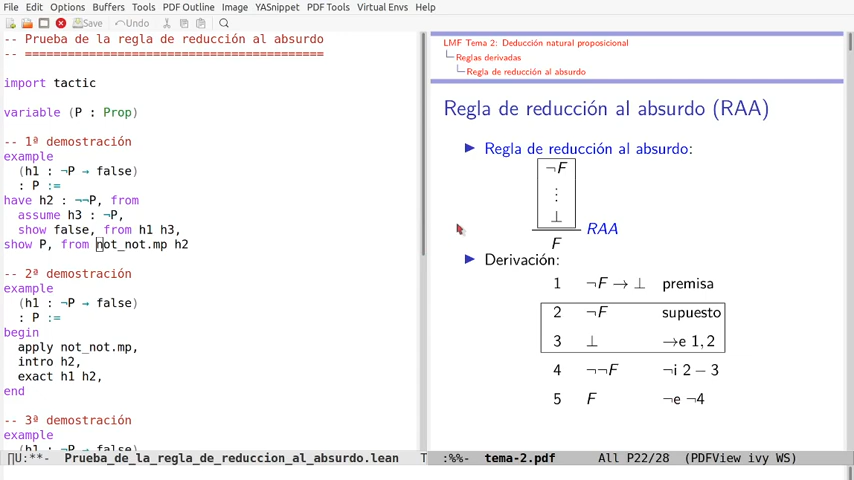 File Edit Options Buffers Tools PDF Outline Image YASnippet PDF Tools Virtual Envs Help
Save Undo
-- Prueba de la regla de reducción al absurdo
-- =========================================
import tactic
variable (P : Prop)
-- 1ª demostración
example
(h1 : ¬P → false)
: P :=
have h2 : ¬¬P, from
assume h3 : ¬P,
show false, from h1 h3,
show P, from not_not.mp h2
-- 2ª demostración
example
(h1 : ¬P → false)
: P :=
begin
apply not_not.mp,
intro h2,
exact h1 h2,
end
-- 3ª demostración
example
(h1 : ¬P → false)
U:**- Prueba_de_la_regla_de_reduccion_al_absurdo.lean T
LMF Tema 2: Deducción natural proposicional
Reglas derivadas
Regla de reducción al absurdo
Regla de reducción al absurdo (RAA)
Regla de reducción al absurdo:
¬F
⋮
⊥
RAA
F
Derivación:
1 ¬F → ⊥ premisa
2 ¬F supuesto
3 ⊥ →e 1, 2
4 ¬¬F ¬i 2 − 3
5 F ¬e ¬4
:%%- tema-2.pdf All P22/28 (PDFView ivy WS)